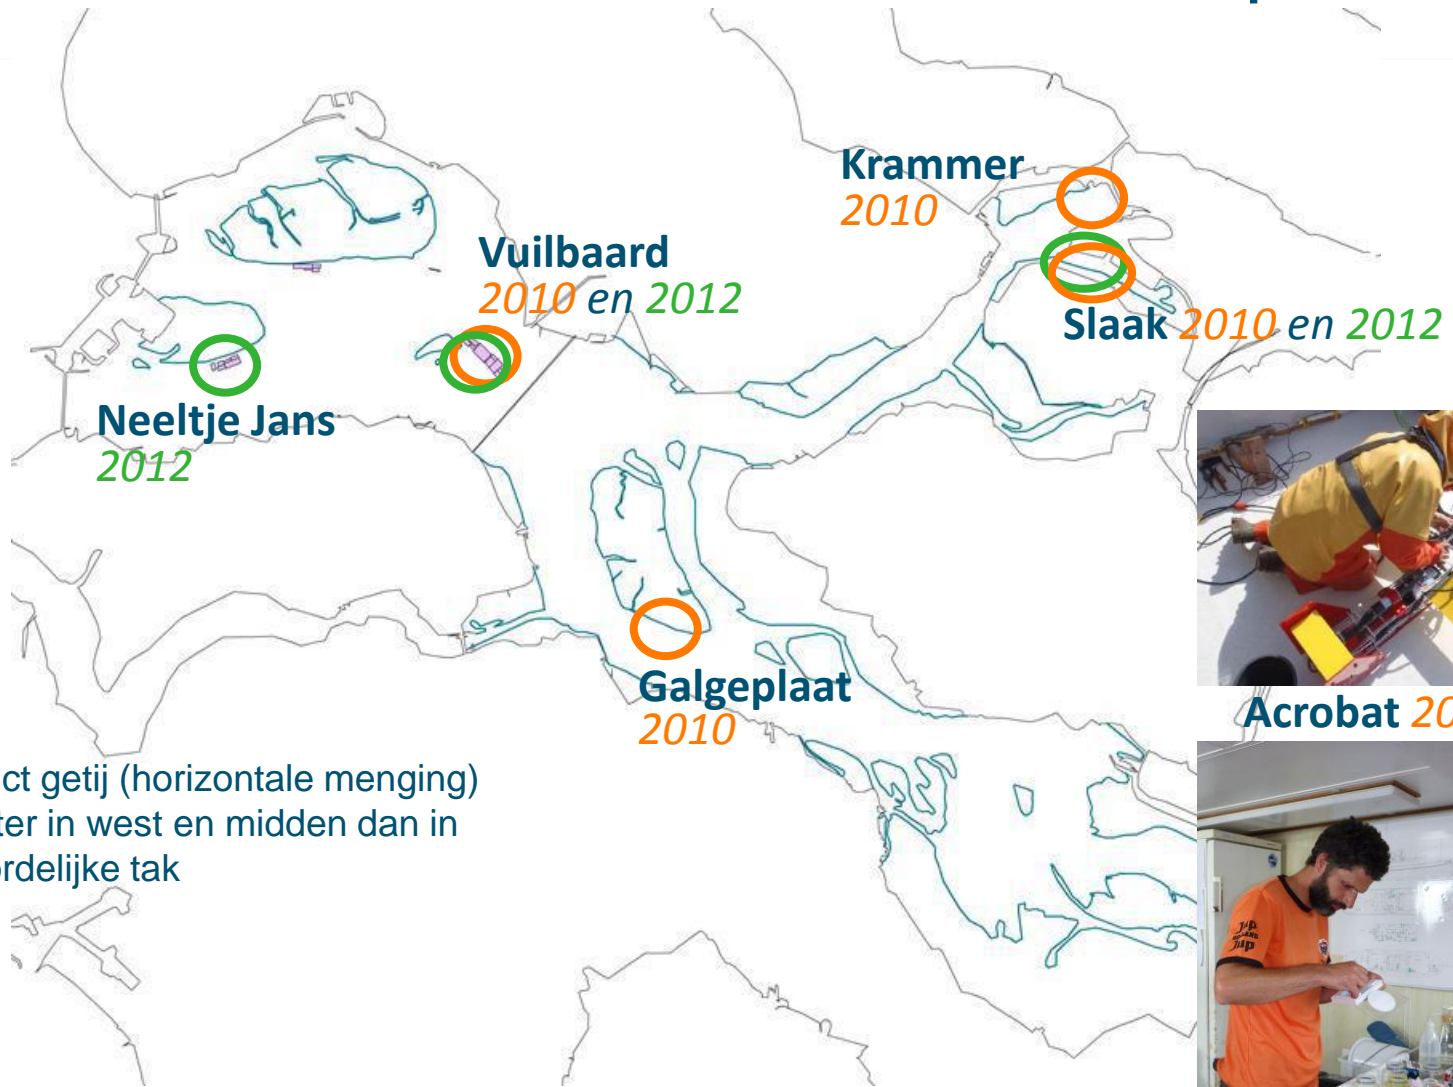 Krammer
2010
Vuilbaard
2010 en 2012
Slaak 2010 en 2012
Neeltje Jans
2012
Galgeplaat
2010
Acrobat 20
ct getij (horizontale menging)
ter in west en midden dan in
rdelijke tak